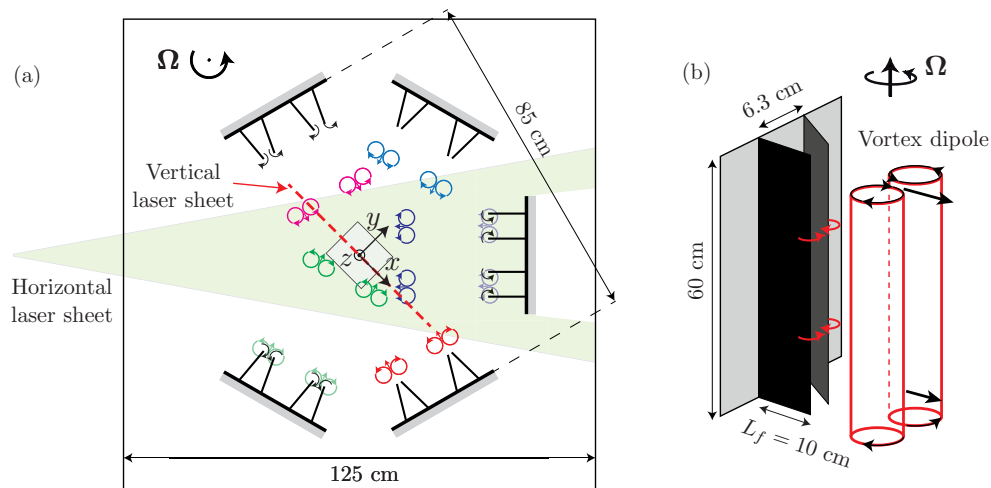 (a)
Ω
85 cm
Vertical
laser sheet
y
z
x
Horizontal
laser sheet
125 cm
(b)
6.3 cm
Ω
Vortex dipole
60 cm
L_f = 10 cm